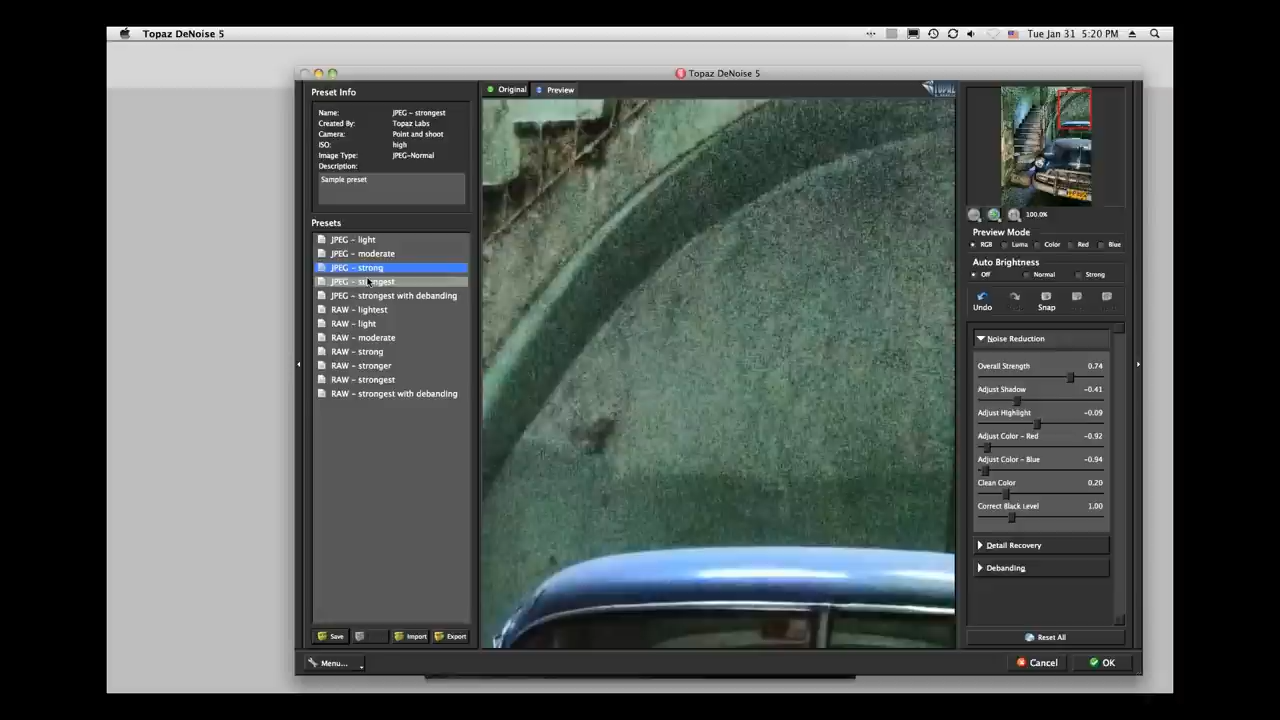 Topaz DeNoise 5
Tue Jan 31 5:20 PM
Topaz DeNoise 5
Preset Info
Name: JPEG - strongest
Created By: Topaz Labs
Camera: Point and shoot
ISO: high
Image Type: JPEG-Normal
Description:
Sample preset
Presets
JPEG - light
JPEG - moderate
JPEG - strong
JPEG - strongest
JPEG - strongest with debanding
RAW - lightest
RAW - light
RAW - moderate
RAW - strong
RAW - stronger
RAW - strongest
RAW - strongest with debanding
Save
Import
Export
Menu...
Original
Preview
TOPAZ
100.0%
Preview Mode
RGB Luma Color Red Blue
Auto Brightness
Off Normal Strong
Undo
Snap
Noise Reduction
Overall Strength 0.74
Adjust Shadow -0.41
Adjust Highlight -0.09
Adjust Color - Red -0.92
Adjust Color - Blue -0.94
Clean Color 0.20
Correct Black Level 1.00
Detail Recovery
Debanding
Reset All
Cancel
OK